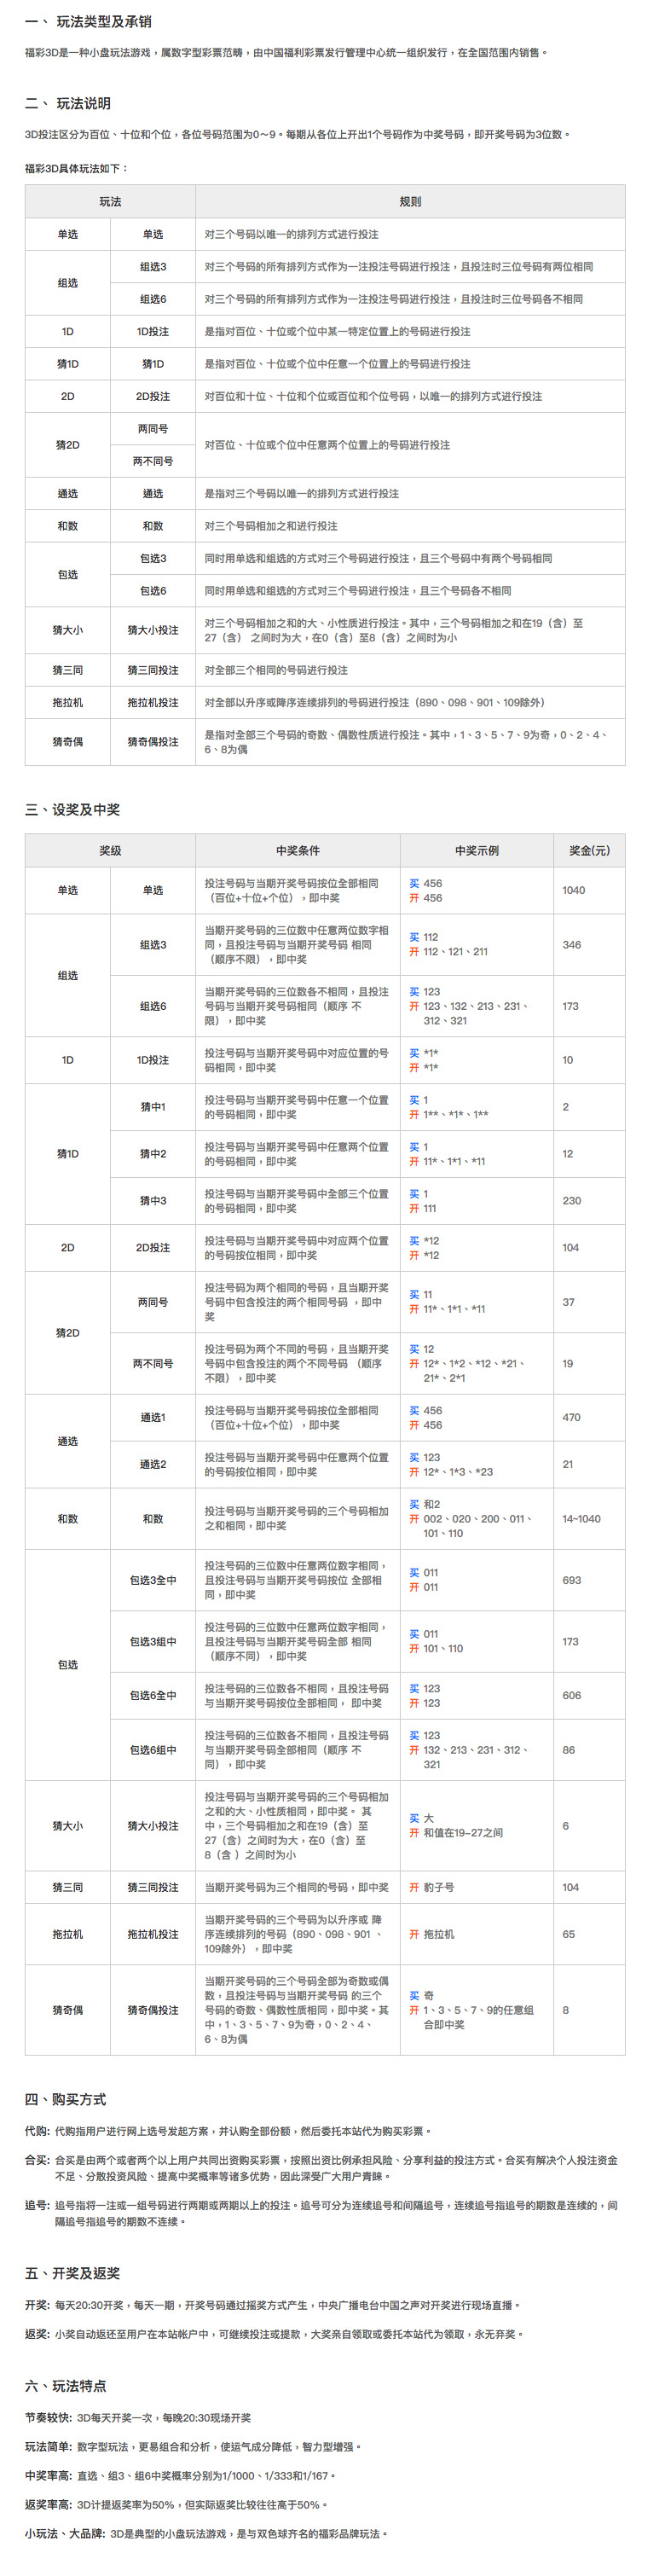 一、 玩法类型及承销
福彩3D是一种小盘玩法游戏，属数字型彩票范畴，由中国福利彩票发行管理中心统一组织发行，在全国范围内销售。
二、 玩法说明
3D投注区分为百位、十位和个位，各位号码范围为0～9。每期从各位上开出1个号码作为中奖号码，即开奖号码为3位数。
福彩3D具体玩法如下：
玩法 规则
单选 单选 对三个号码以唯一的排列方式进行投注
组选 组选3 对三个号码的所有排列方式作为一注投注号码进行投注，且投注时三位号码有两位相同
组选6 对三个号码的所有排列方式作为一注投注号码进行投注，且投注时三位号码各不相同
1D 1D投注 是指对百位、十位或个位中某一特定位置上的号码进行投注
猜1D 猜1D 是指对百位、十位或个位中任意一个位置上的号码进行投注
2D 2D投注 对百位和十位、十位和个位或百位和个位号码，以唯一的排列方式进行投注
猜2D 两同号 对百位、十位或个位中任意两个位置上的号码进行投注
两不同号
通选 通选 是指对三个号码以唯一的排列方式进行投注
和数 和数 对三个号码相加之和进行投注
包选 包选3 同时用单选和组选的方式对三个号码进行投注，且三个号码中有两个号码相同
包选6 同时用单选和组选的方式对三个号码进行投注，且三个号码各不相同
猜大小 猜大小投注 对三个号码相加之和的大、小性质进行投注。其中，三个号码相加之和在19（含）至
27（含） 之间时为大，在0（含）至8（含）之间时为小
猜三同 猜三同投注 对全部三个相同的号码进行投注
拖拉机 拖拉机投注 对全部以升序或降序连续排列的号码进行投注（890、098、901、109除外）
猜奇偶 猜奇偶投注 是指对全部三个号码的奇数、偶数性质进行投注。其中，1、3、5、7、9为奇，0、2、4、
6、8为偶
三、设奖及中奖
奖级 中奖条件 中奖示例 奖金(元)
单选 单选 投注号码与当期开奖号码按位全部相同 买 456 1040
（百位+十位+个位），即中奖 开 456
组选 组选3 当期开奖号码的三位数中任意两位数字相 买 112 346
同，且投注号码与当期开奖号码 相同 开 112、121、211
（顺序不限），即中奖
组选6 当期开奖号码的三位数各不相同，且投注 买 123 173
号码与当期开奖号码相同（顺序 不 开 123、132、213、231、
限），即中奖 312、321
1D 1D投注 投注号码与当期开奖号码中对应位置的号 买 *1* 10
码相同，即中奖 开 *1*
猜1D 猜中1 投注号码与当期开奖号码中任意一个位置 买 1 2
的号码相同，即中奖 开 1**、*1*、1**
猜中2 投注号码与当期开奖号码中任意两个位置 买 1 12
的号码相同，即中奖 开 11*、1*1、*11
猜中3 投注号码与当期开奖号码中全部三个位置 买 1 230
的号码相同，即中奖 开 111
2D 2D投注 投注号码与当期开奖号码中对应两个位置 买 *12 104
的号码按位相同，即中奖 开 *12
猜2D 两同号 投注号码为两个相同的号码，且当期开奖 买 11 37
号码中包含投注的两个相同号码 ，即中 开 11*、1*1、*11
奖
两不同号 投注号码为两个不同的号码，且当期开奖 买 12 19
号码中包含投注的两个不同号码 （顺序 开 12*、1*2、*12、*21、
不限），即中奖 21*、2*1
通选 通选1 投注号码与当期开奖号码按位全部相同 买 456 470
（百位+十位+个位），即中奖 开 456
通选2 投注号码与当期开奖号码中任意两个位置 买 123 21
的号码按位相同，即中奖 开 12*、1*3、*23
和数 和数 投注号码与当期开奖号码的三个号码相加 买 和2 14~1040
之和相同，即中奖 开 002、020、200、011、
101、110
包选 包选3全中 投注号码的三位数中任意两位数字相同， 买 011 693
且投注号码与当期开奖号码按位 全部相 开 011
同，即中奖
包选3组中 投注号码的三位数中任意两位数字相同， 买 011 173
且投注号码与当期开奖号码全部 相同 开 101、110
（顺序不同），即中奖
包选6全中 投注号码的三位数各不相同，且投注号码 买 123 606
与当期开奖号码按位全部相同， 即中奖 开 123
包选6组中 投注号码的三位数各不相同，且投注号码 买 123 86
与当期开奖号码全部相同（顺序 不 开 132、213、231、312、
同），即中奖 321
猜大小 猜大小投注 投注号码与当期开奖号码的三个号码相加 买 大 6
之和的大、小性质相同，即中奖。 其 开 和值在19~27之间
中，三个号码相加之和在19（含）至
27（含）之间时为大，在0（含）至
8（含 ）之间时为小
猜三同 猜三同投注 当期开奖号码为三个相同的号码，即中奖 开 豹子号 104
拖拉机 拖拉机投注 当期开奖号码的三个号码为以升序或 降 开 拖拉机 65
序连续排列的号码（890、098、901 、
109除外），即中奖
猜奇偶 猜奇偶投注 当期开奖号码的三个号码全部为奇数或偶 买 奇 8
数，且投注号码与当期开奖号码 的三个 开 1、3、5、7、9的任意组
号码的奇数、偶数性质相同，即中奖。其 合即中奖
中，1、3、5、7、9为奇，0、2、4、
6、8为偶
四、购买方式
代购: 代购指用户进行网上选号发起方案，并认购全部份额，然后委托本站代为购买彩票。
合买: 合买是由两个或者两个以上用户共同出资购买彩票，按照出资比例承担风险、分享利益的投注方式。合买有解决个人投注资金
不足、分散投资风险、提高中奖概率等诸多优势，因此深受广大用户青睐。
追号: 追号指将一注或一组号码进行两期或两期以上的投注。追号可分为连续追号和间隔追号，连续追号指追号的期数是连续的，间
隔追号指追号的期数不连续。
五、开奖及返奖
开奖: 每天20:30开奖，每天一期，开奖号码通过摇奖方式产生，中央广播电台中国之声对开奖进行现场直播。
返奖: 小奖自动返还至用户在本站帐户中，可继续投注或提款，大奖亲自领取或委托本站代为领取，永无弃奖。
六、玩法特点
节奏较快: 3D每天开奖一次，每晚20:30现场开奖
玩法简单: 数字型玩法，更易组合和分析，使运气成分降低，智力型增强。
中奖率高: 直选、组3、组6中奖概率分别为1/1000、1/333和1/167。
返奖率高: 3D计提返奖率为50%，但实际返奖比较往往高于50%。
小玩法、大品牌: 3D是典型的小盘玩法游戏，是与双色球齐名的福彩品牌玩法。